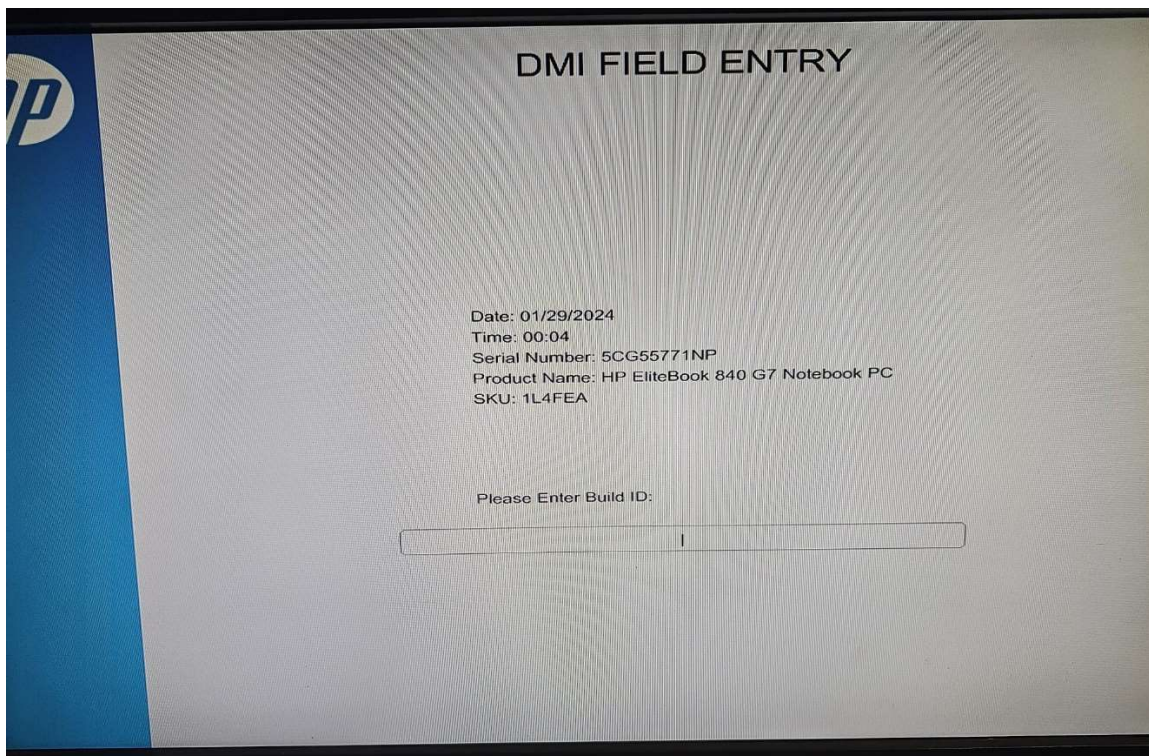 hp
DMI FIELD ENTRY
Date: 01/29/2024
Time: 00:04
Serial Number: 5CG55771NP
Product Name: HP EliteBook 840 G7 Notebook PC
SKU: 1L4FEA
Please Enter Build ID: